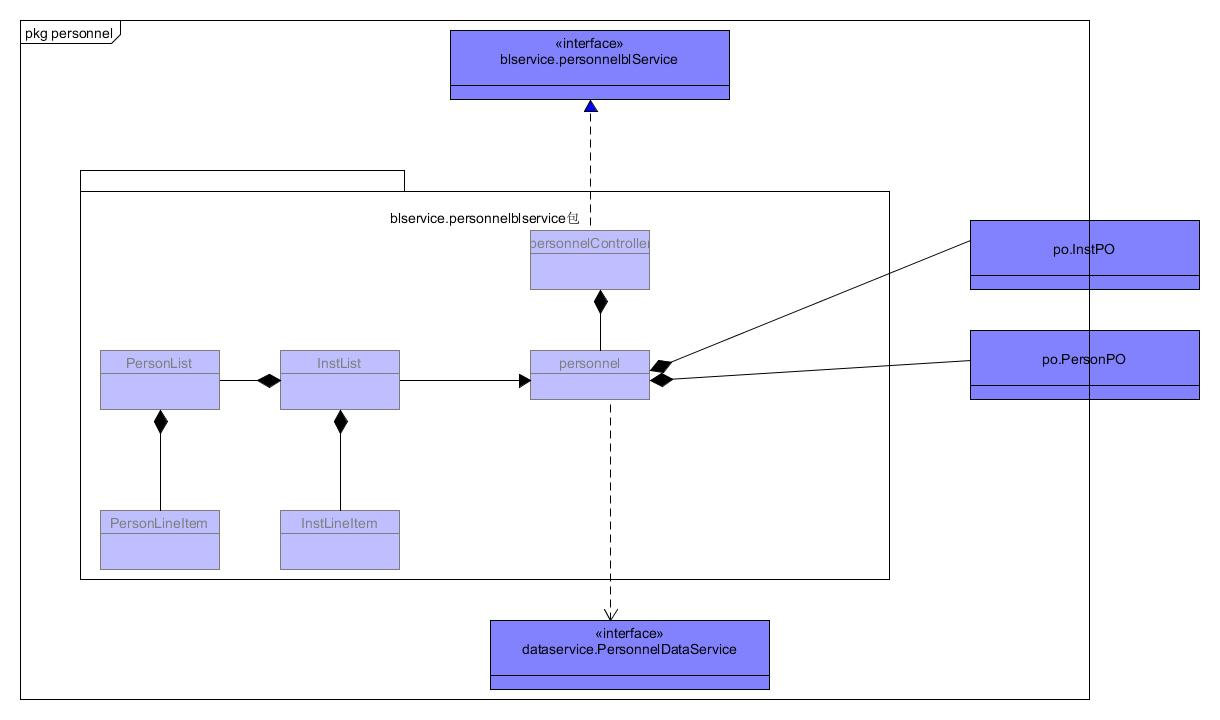 pkg personnel
«interface»
blservice.personnelblService
blservice.personnelblservice包
personnelController
po.InstPO
po.PersonPO
PersonList
InstList
personnel
PersonLineItem
InstLineItem
«interface»
dataservice.PersonnelDataService